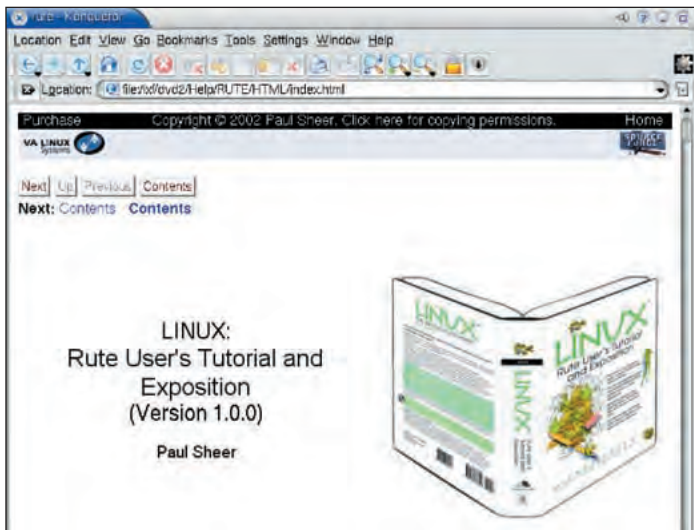 rute - Konqueror
Location Edit View Go Bookmarks Tools Settings Window Help
Location: file:/xf/dvd2/Help/RUTE/HTML/index.html
Purchase Copyright © 2002 Paul Sheer. Click here for copying permissions. Home
VA LINUX Systems
Next Up Previous Contents
Next: Contents Contents
LINUX:
Rute User's Tutorial and
Exposition
(Version 1.0.0)
Paul Sheer
LINUX
LINUX
LINUX
Rute User's Tutorial
and Exposition